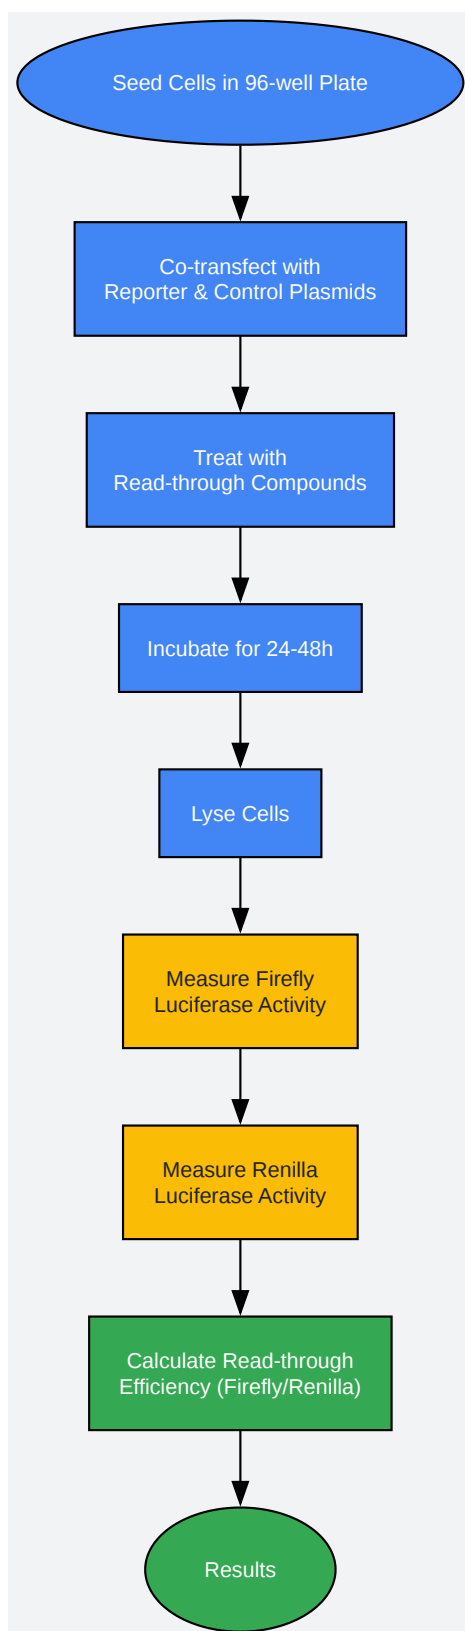 Seed Cells in 96-well Plate
Co-transfect with
Reporter & Control Plasmids
Treat with
Read-through Compounds
Incubate for 24-48h
Lyse Cells
Measure Firefly
Luciferase Activity
Measure Renilla
Luciferase Activity
Calculate Read-through
Efficiency (Firefly/Renilla)
Results